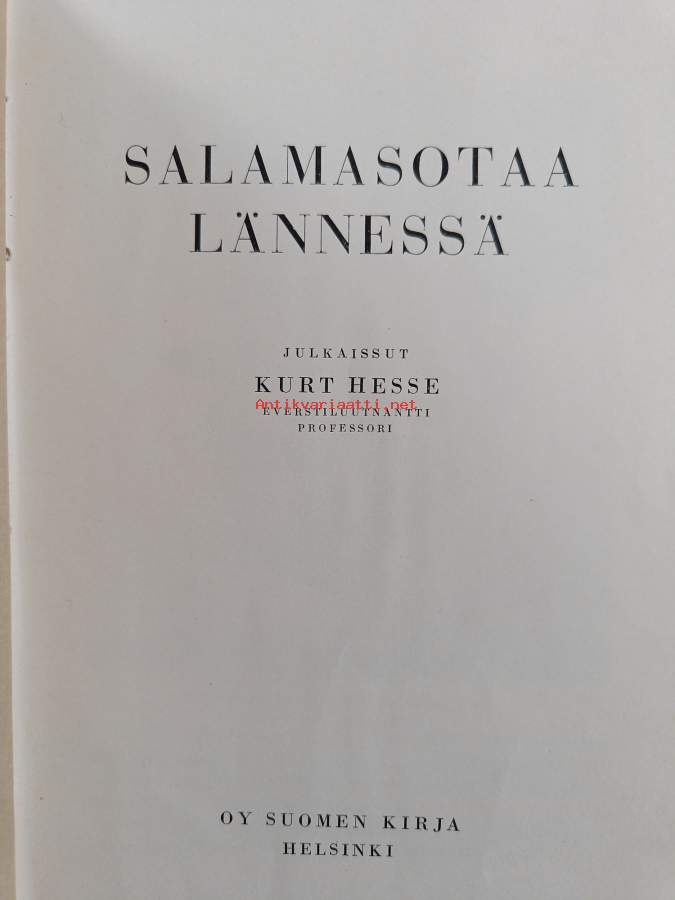 SALAMASOTAA
LÄNNESSÄ
JULKAISSUT
KURT HESSE
Antikvariaatti.net
EVERSTILUUTNANTTI
PROFESSORI
OY SUOMEN KIRJA
HELSINKI